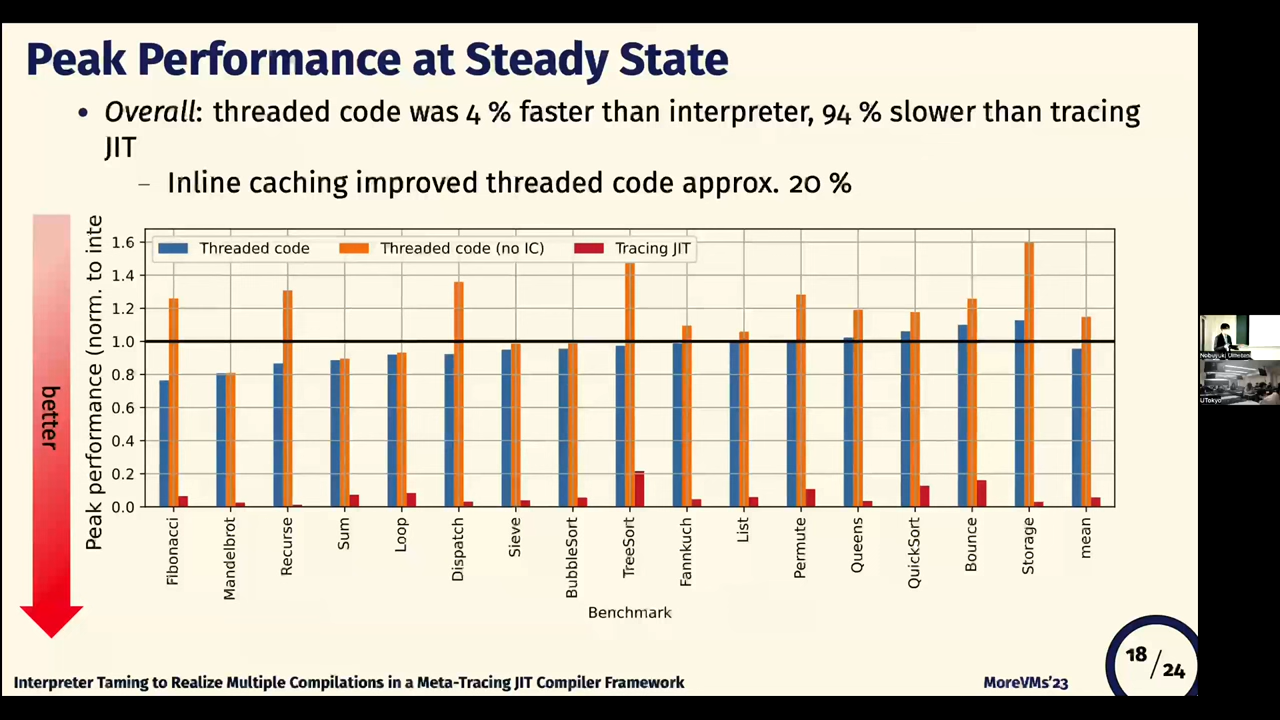 Peak Performance at Steady State
• Overall: threaded code was 4 % faster than interpreter, 94 % slower than tracing
JIT
– Inline caching improved threaded code approx. 20 %
better
Peak performance (norm. to inte
Threaded code
Threaded code (no IC)
Tracing JIT
1.6
1.4
1.2
1.0
0.8
0.6
0.4
0.2
0.0
Fibonacci
Mandelbrot
Recurse
Sum
Loop
Dispatch
Sieve
BubbleSort
TreeSort
Fannkuch
List
Permute
Queens
QuickSort
Bounce
Storage
mean
Benchmark
Interpreter Taming to Realize Multiple Compilations in a Meta-Tracing JIT Compiler Framework
MoreVMs'23
18/24
UTokyo